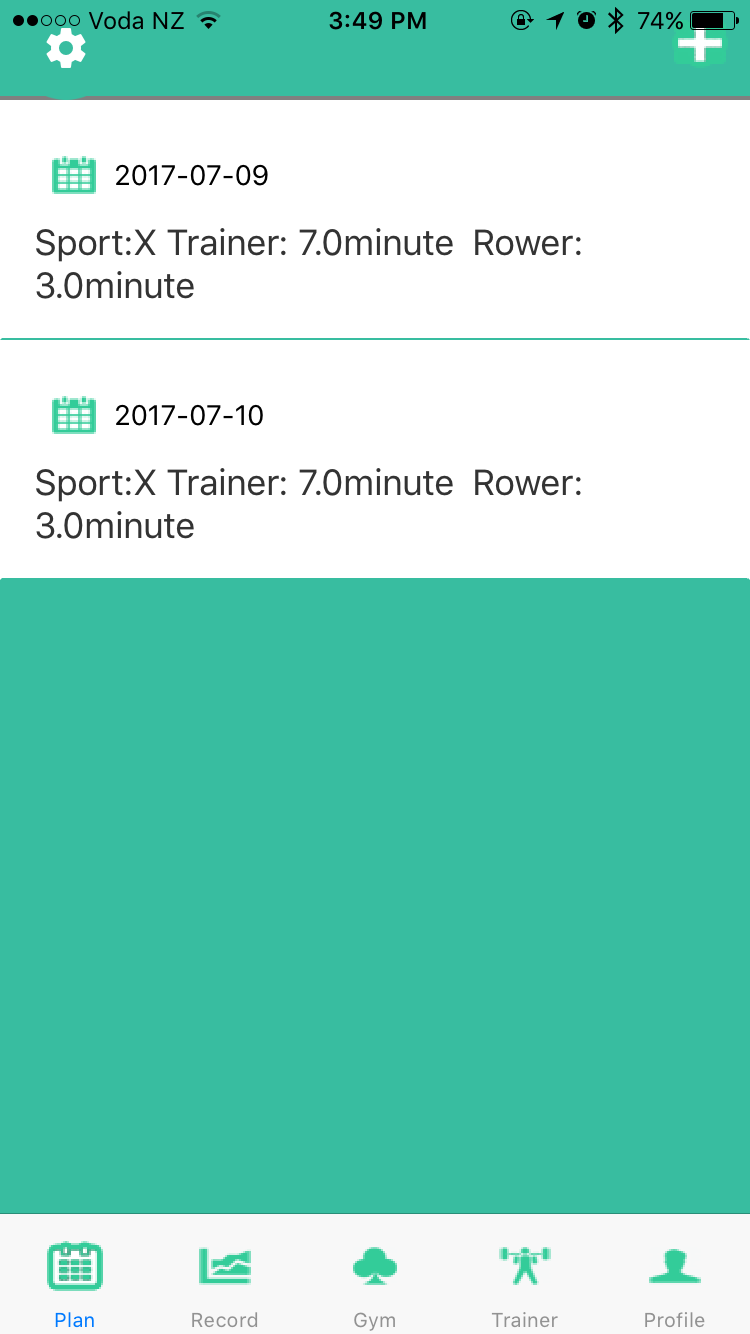 Voda NZ 3:49 PM 74%
2017-07-09
Sport:X Trainer: 7.0minute  Rower:
3.0minute
2017-07-10
Sport:X Trainer: 7.0minute  Rower:
3.0minute
Plan Record Gym Trainer Profile